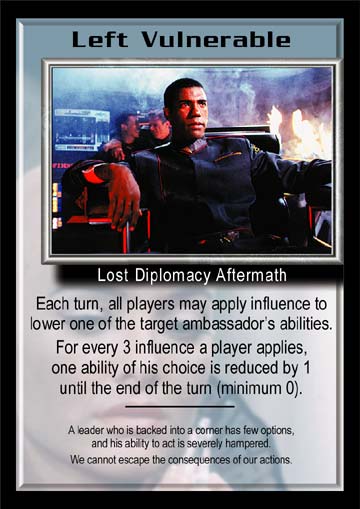 Left Vulnerable
Lost Diplomacy Aftermath
Each turn, all players may apply influence to
lower one of the target ambassador's abilities.
For every 3 influence a player applies,
one ability of his choice is reduced by 1
until the end of the turn (minimum 0).
A leader who is backed into a corner has few options,
and his ability to act is severely hampered.
We cannot escape the consequences of our actions.